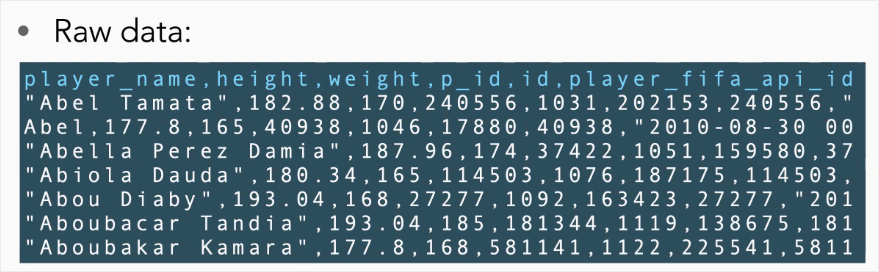 • Raw data:
player_name,height,weight,p_id,id,player_fifa_api_id
"Abel Tamata",182.88,170,240556,1031,202153,240556,"
Abel,177.8,165,40938,1046,17880,40938,"2010-08-30 00
"Abella Perez Damia",187.96,174,37422,1051,159580,37
"Abiola Dauda",180.34,165,114503,1076,187175,114503,
"Abou Diaby",193.04,168,27277,1092,163423,27277,"201
"Aboubacar Tandia",193.04,185,181344,1119,138675,181
"Aboubakar Kamara",177.8,168,581141,1122,225541,5811